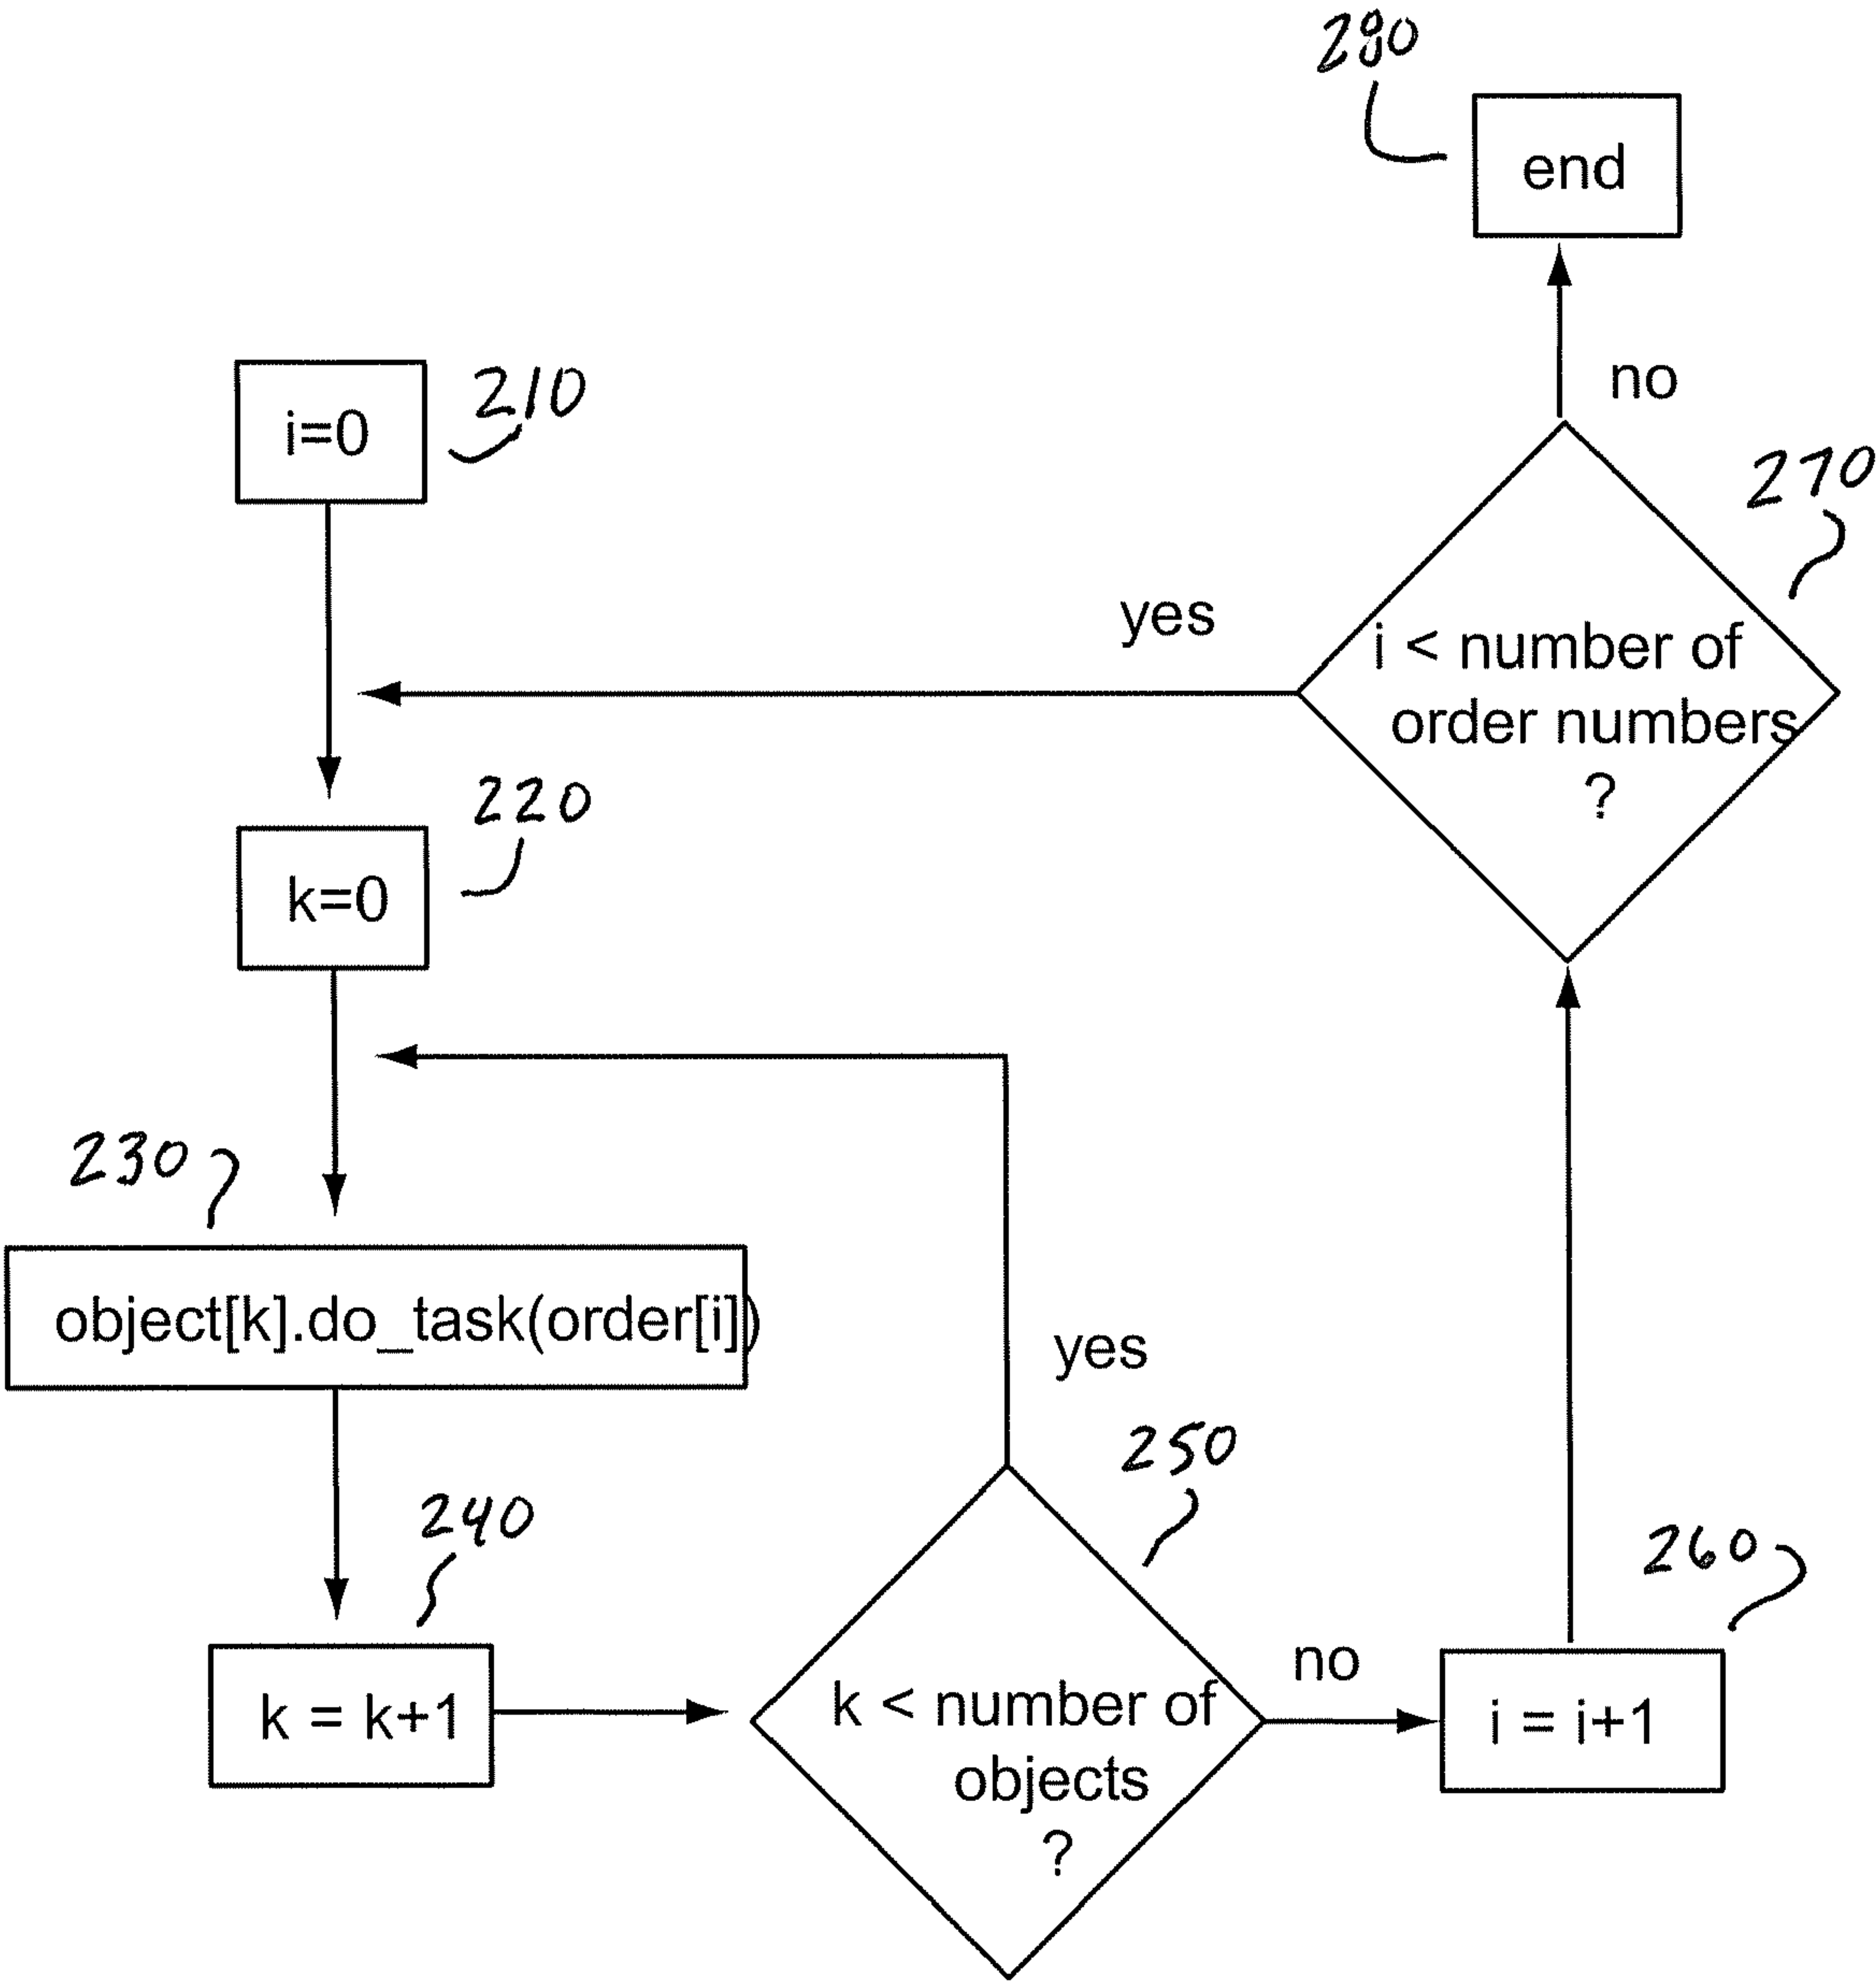 280
end
no
i=0
210
270
yes
i < number of
order numbers
?
220
k=0
230
object[k].do_task(order[i])
yes
250
240
260
k = k+1
k < number of
objects
?
no
i = i+1